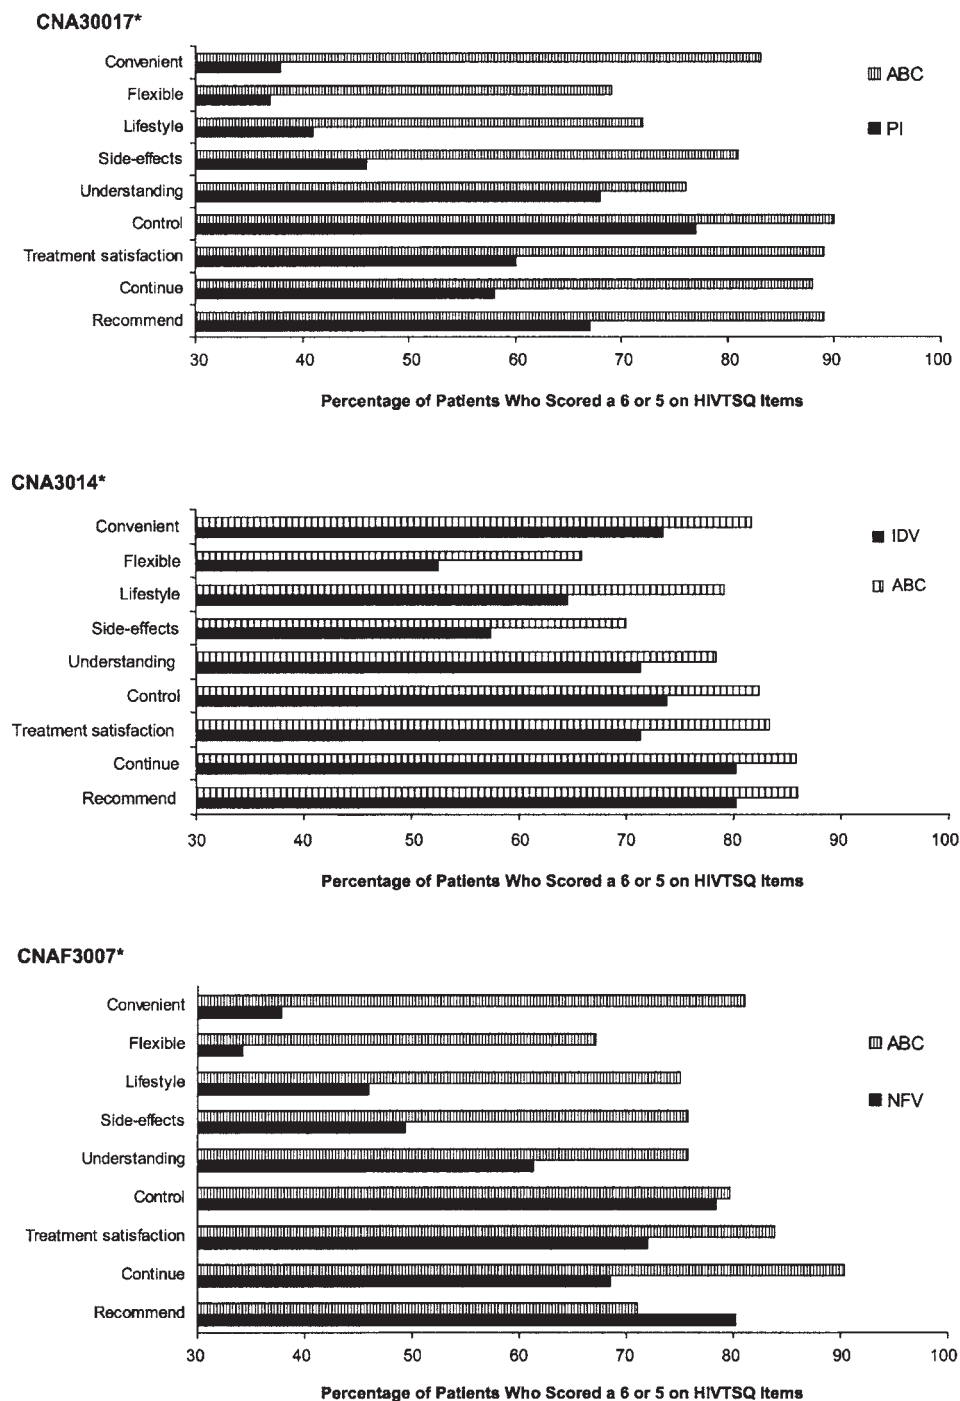 CNA30017*
Convenient
Flexible
Lifestyle
Side-effects
Understanding
Control
Treatment satisfaction
Continue
Recommend
ABC
PI
30 40 50 60 70 80 90 100
Percentage of Patients Who Scored a 6 or 5 on HIVTSQ Items
CNA3014*
Convenient
Flexible
Lifestyle
Side-effects
Understanding
Control
Treatment satisfaction
Continue
Recommend
IDV
ABC
30 40 50 60 70 80 90 100
Percentage of Patients Who Scored a 6 or 5 on HIVTSQ Items
CNAF3007*
Convenient
Flexible
Lifestyle
Side-effects
Understanding
Control
Treatment satisfaction
Continue
Recommend
ABC
NFV
30 40 50 60 70 80 90 100
Percentage of Patients Who Scored a 6 or 5 on HIVTSQ Items